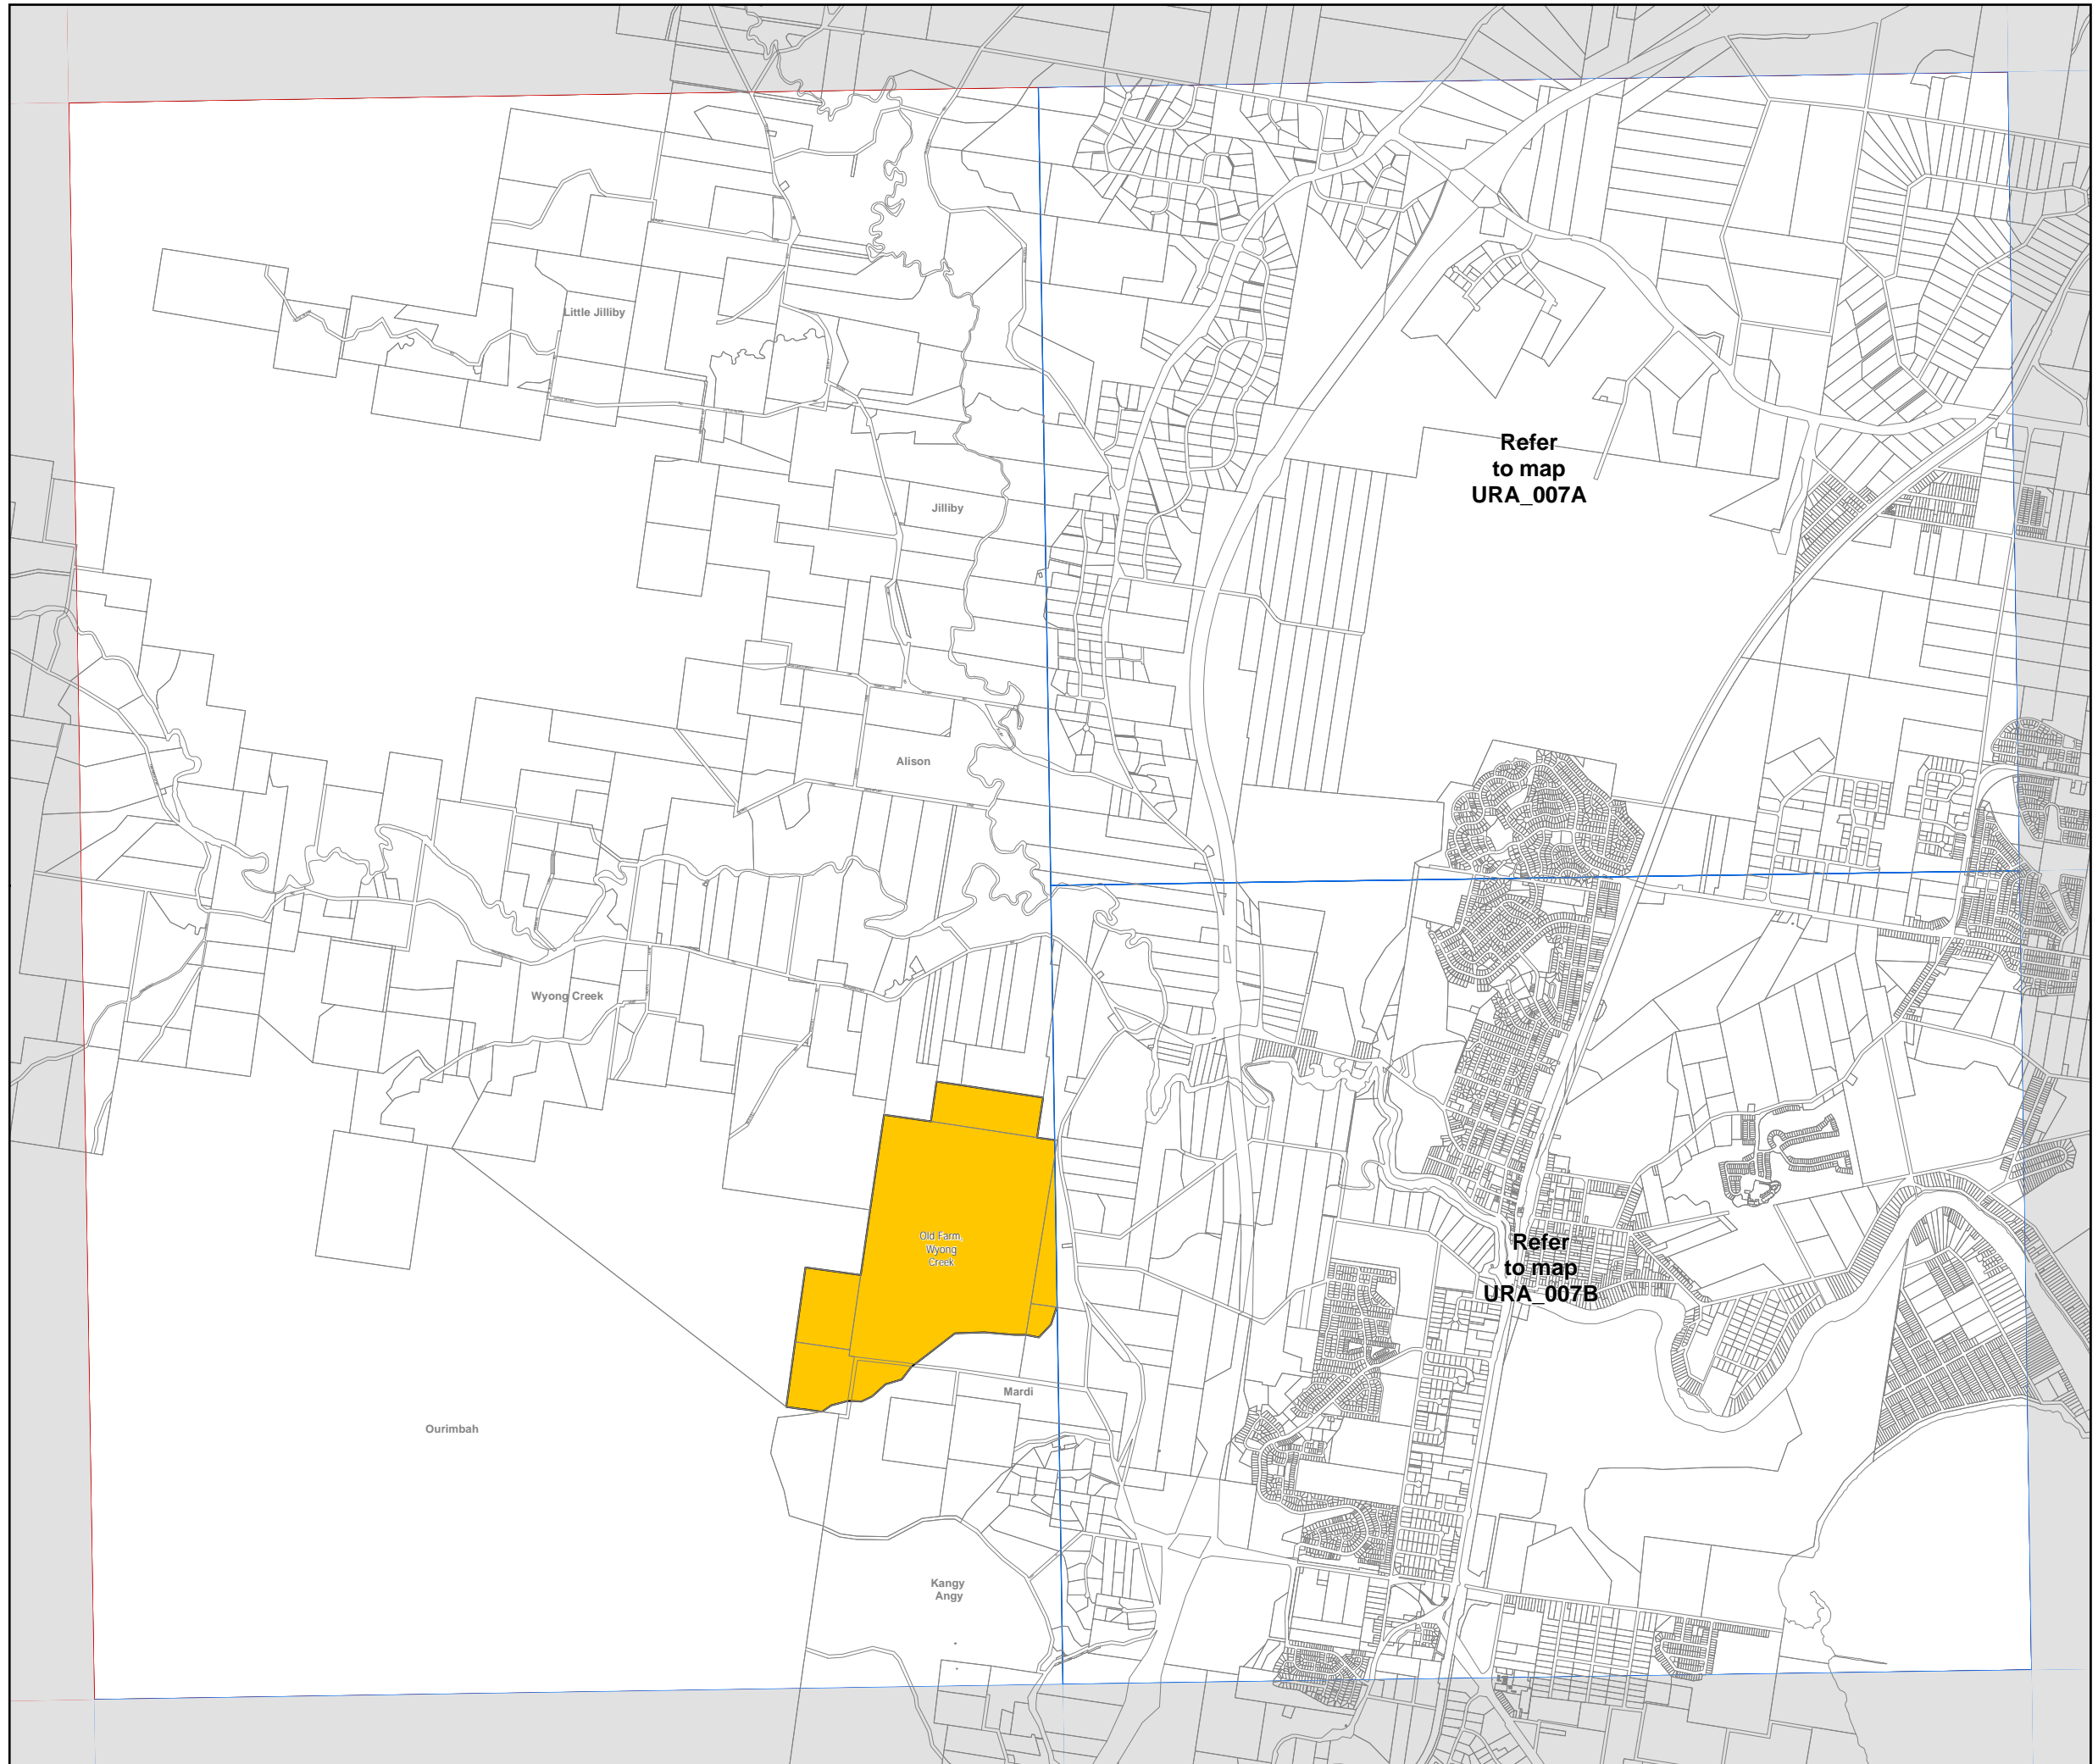 Little Jilliby
Refer
to map
URA_007A
Jilliby
Alison
Wyong Creek
Old Farm,
Wyong
Creek
Refer
to map
URA_007B
Mardi
Ourimbah
Kangy
Angy